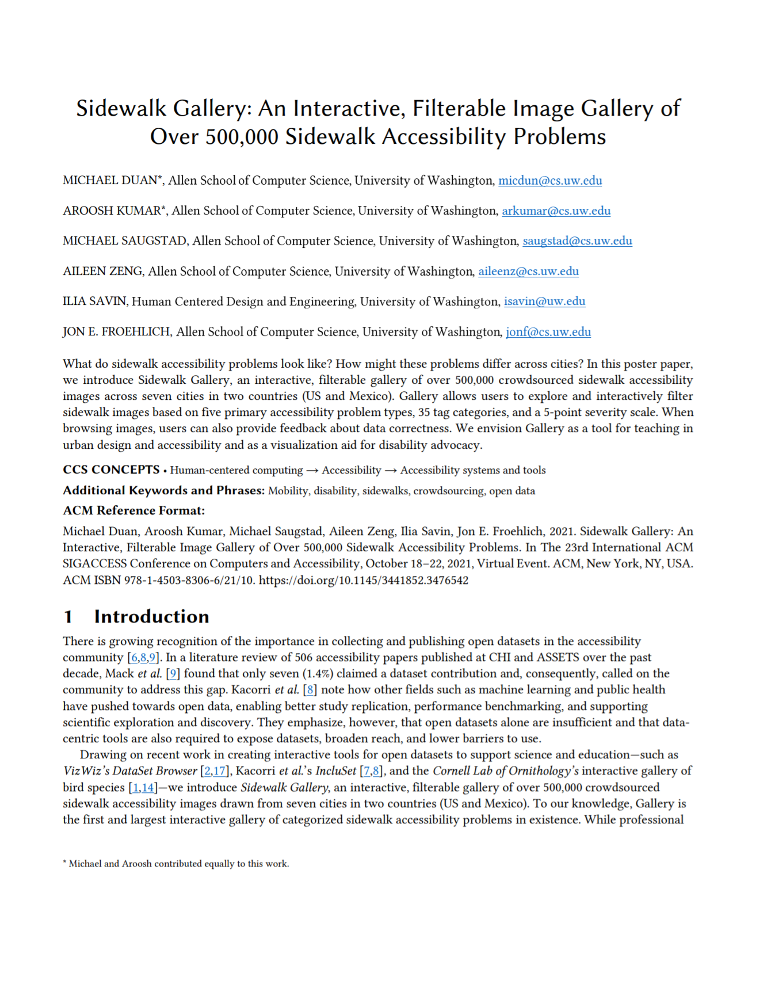 Sidewalk Gallery: An Interactive, Filterable Image Gallery of
Over 500,000 Sidewalk Accessibility Problems
MICHAEL DUAN*, Allen School of Computer Science, University of Washington, micdun@cs.uw.edu
AROOSH KUMAR*, Allen School of Computer Science, University of Washington, arkumar@cs.uw.edu
MICHAEL SAUGSTAD, Allen School of Computer Science, University of Washington, saugstad@cs.uw.edu
AILEEN ZENG, Allen School of Computer Science, University of Washington, aileenz@cs.uw.edu
ILIA SAVIN, Human Centered Design and Engineering, University of Washington, isavin@uw.edu
JON E. FROEHLICH, Allen School of Computer Science, University of Washington, jonf@cs.uw.edu
What do sidewalk accessibility problems look like? How might these problems differ across cities? In this poster paper,
we introduce Sidewalk Gallery, an interactive, filterable gallery of over 500,000 crowdsourced sidewalk accessibility
images across seven cities in two countries (US and Mexico). Gallery allows users to explore and interactively filter
sidewalk images based on five primary accessibility problem types, 35 tag categories, and a 5-point severity scale. When
browsing images, users can also provide feedback about data correctness. We envision Gallery as a tool for teaching in
urban design and accessibility and as a visualization aid for disability advocacy.
CCS CONCEPTS • Human-centered computing → Accessibility → Accessibility systems and tools
Additional Keywords and Phrases: Mobility, disability, sidewalks, crowdsourcing, open data
ACM Reference Format:
Michael Duan, Aroosh Kumar, Michael Saugstad, Aileen Zeng, Ilia Savin, Jon E. Froehlich, 2021. Sidewalk Gallery: An
Interactive, Filterable Image Gallery of Over 500,000 Sidewalk Accessibility Problems. In The 23rd International ACM
SIGACCESS Conference on Computers and Accessibility, October 18–22, 2021, Virtual Event. ACM, New York, NY, USA.
ACM ISBN 978-1-4503-8306-6/21/10. https://doi.org/10.1145/3441852.3476542
1 Introduction
There is growing recognition of the importance in collecting and publishing open datasets in the accessibility
community [6,8,9]. In a literature review of 506 accessibility papers published at CHI and ASSETS over the past
decade, Mack et al. [9] found that only seven (1.4%) claimed a dataset contribution and, consequently, called on the
community to address this gap. Kacorri et al. [8] note how other fields such as machine learning and public health
have pushed towards open data, enabling better study replication, performance benchmarking, and supporting
scientific exploration and discovery. They emphasize, however, that open datasets alone are insufficient and that data-
centric tools are also required to expose datasets, broaden reach, and lower barriers to use.
Drawing on recent work in creating interactive tools for open datasets to support science and education—such as
VizWiz's DataSet Browser [2,17], Kacorri et al.'s IncluSet [7,8], and the Cornell Lab of Ornithology's interactive gallery of
bird species [1,14]—we introduce Sidewalk Gallery, an interactive, filterable gallery of over 500,000 crowdsourced
sidewalk accessibility images drawn from seven cities in two countries (US and Mexico). To our knowledge, Gallery is
the first and largest interactive gallery of categorized sidewalk accessibility problems in existence. While professional
* Michael and Aroosh contributed equally to this work.